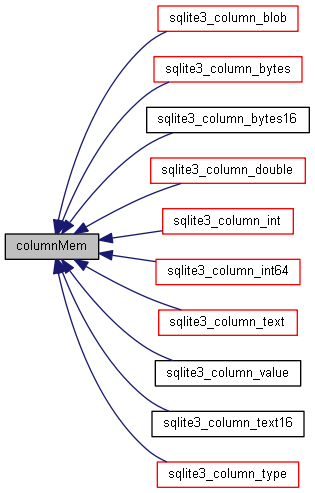 sqlite3_column_blob
sqlite3_column_bytes
sqlite3_column_bytes16
sqlite3_column_double
sqlite3_column_int
columnMem
sqlite3_column_int64
sqlite3_column_text
sqlite3_column_value
sqlite3_column_text16
sqlite3_column_type